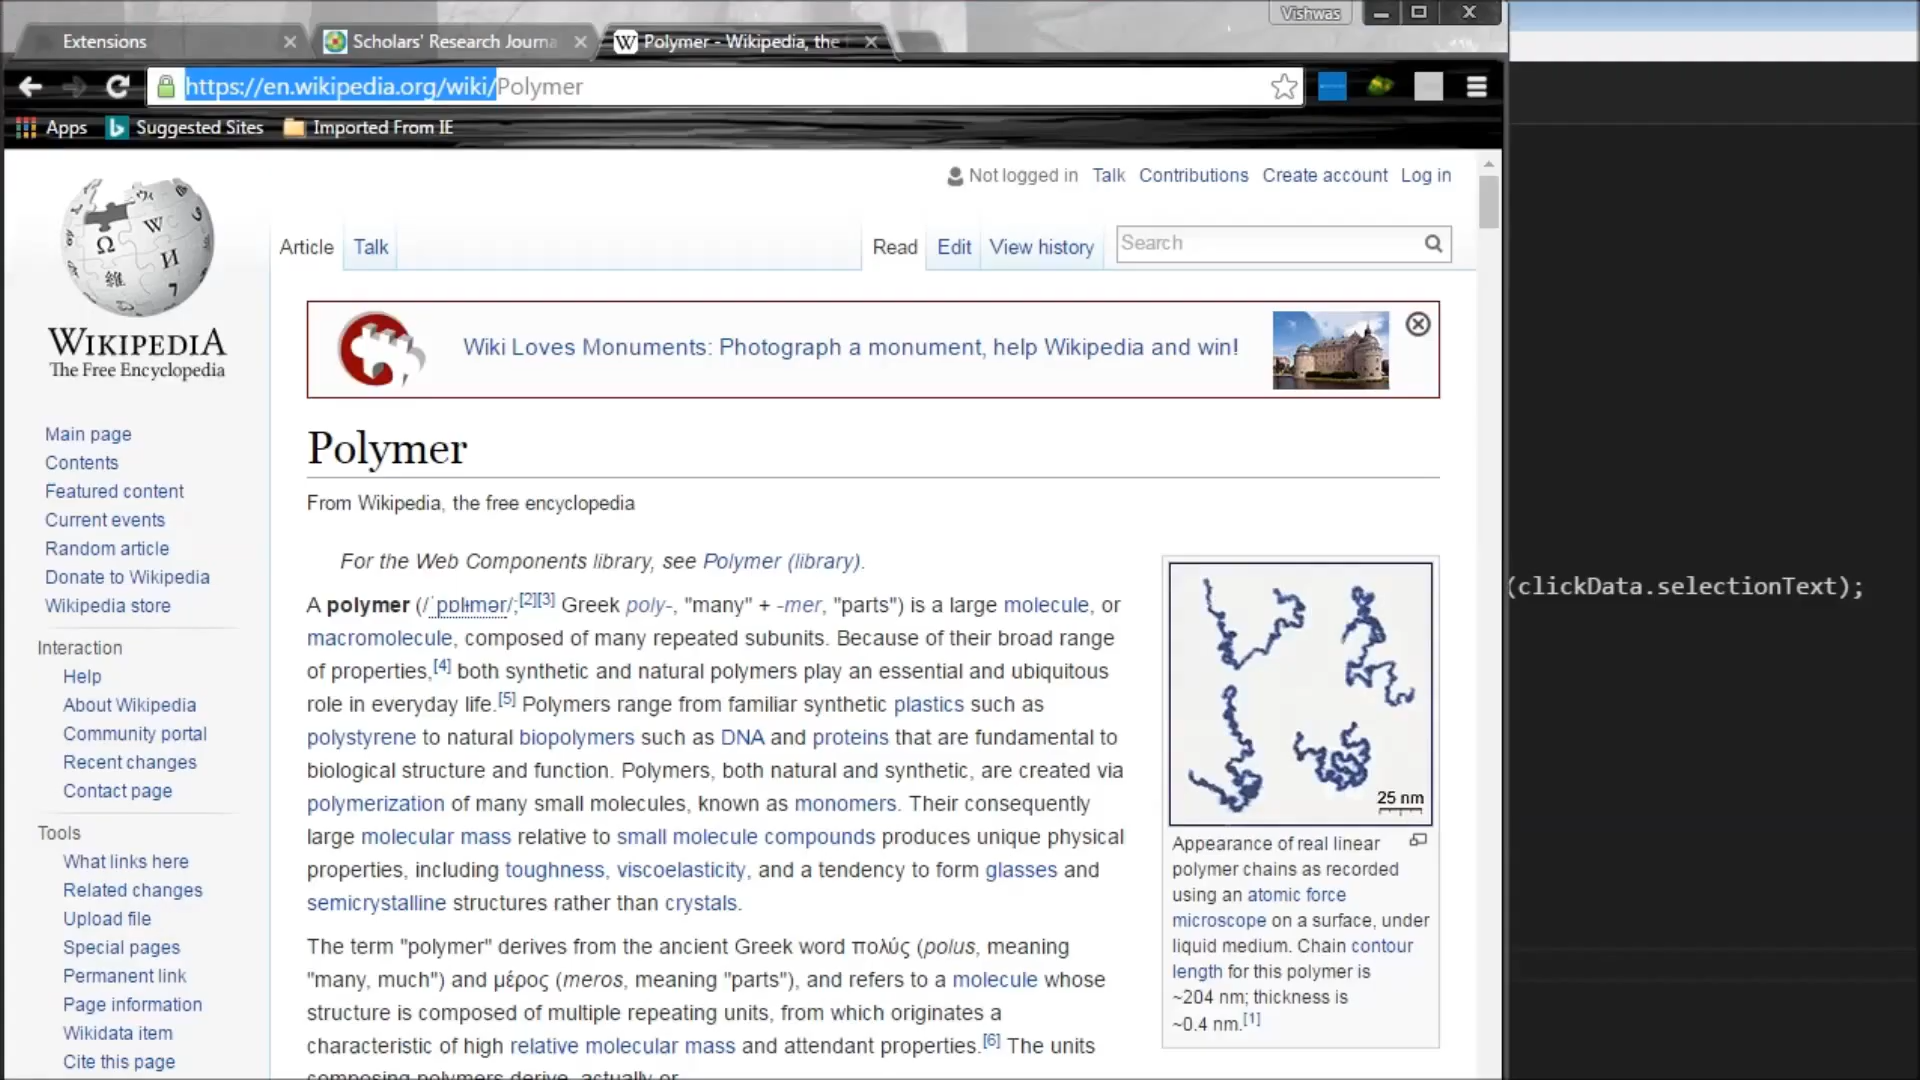 Vishwas
Extensions
Scholars' Research Journa
Polymer - Wikipedia, the
https://en.wikipedia.org/wiki/Polymer
Apps
Suggested Sites
Imported From IE
Not logged in Talk Contributions Create account Log in
Article Talk
Read Edit View history
Search
WIKIPEDIA
The Free Encyclopedia
Main page
Contents
Featured content
Current events
Random article
Donate to Wikipedia
Wikipedia store
Interaction
Help
About Wikipedia
Community portal
Recent changes
Contact page
Tools
What links here
Related changes
Upload file
Special pages
Permanent link
Page information
Wikidata item
Cite this page
Wiki Loves Monuments: Photograph a monument, help Wikipedia and win!
Polymer
From Wikipedia, the free encyclopedia
For the Web Components library, see Polymer (library).
A polymer (/ˈpɒlɪmər/;[2][3] Greek poly-, "many" + -mer, "parts") is a large molecule, or
macromolecule, composed of many repeated subunits. Because of their broad range
of properties,[4] both synthetic and natural polymers play an essential and ubiquitous
role in everyday life.[5] Polymers range from familiar synthetic plastics such as
polystyrene to natural biopolymers such as DNA and proteins that are fundamental to
biological structure and function. Polymers, both natural and synthetic, are created via
polymerization of many small molecules, known as monomers. Their consequently
large molecular mass relative to small molecule compounds produces unique physical
properties, including toughness, viscoelasticity, and a tendency to form glasses and
semicrystalline structures rather than crystals.
The term "polymer" derives from the ancient Greek word πολύς (polus, meaning
"many, much") and μέρος (meros, meaning "parts"), and refers to a molecule whose
structure is composed of multiple repeating units, from which originates a
characteristic of high relative molecular mass and attendant properties.[6] The units
composing polymers derive, actually or
25 nm
Appearance of real linear
polymer chains as recorded
using an atomic force
microscope on a surface, under
liquid medium. Chain contour
length for this polymer is
~204 nm; thickness is
~0.4 nm.[1]
(clickData.selectionText);